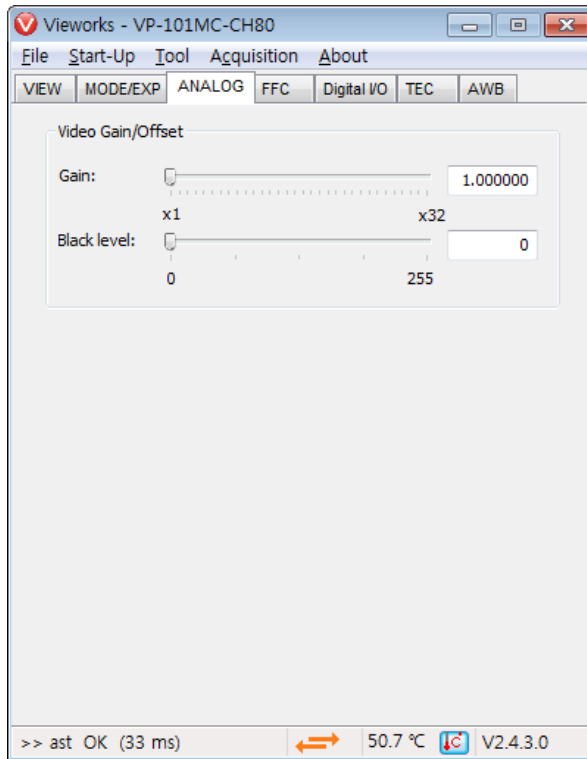 Vieworks - VP-101MC-CH80
File Start-Up Tool Acquisition About
VIEW MODE/EXP ANALOG FFC Digital I/O TEC AWB
Video Gain/Offset
Gain: 1.000000
x1 x32
Black level: 0
0 255
>> ast OK (33 ms) 50.7 ℃ C V2.4.3.0